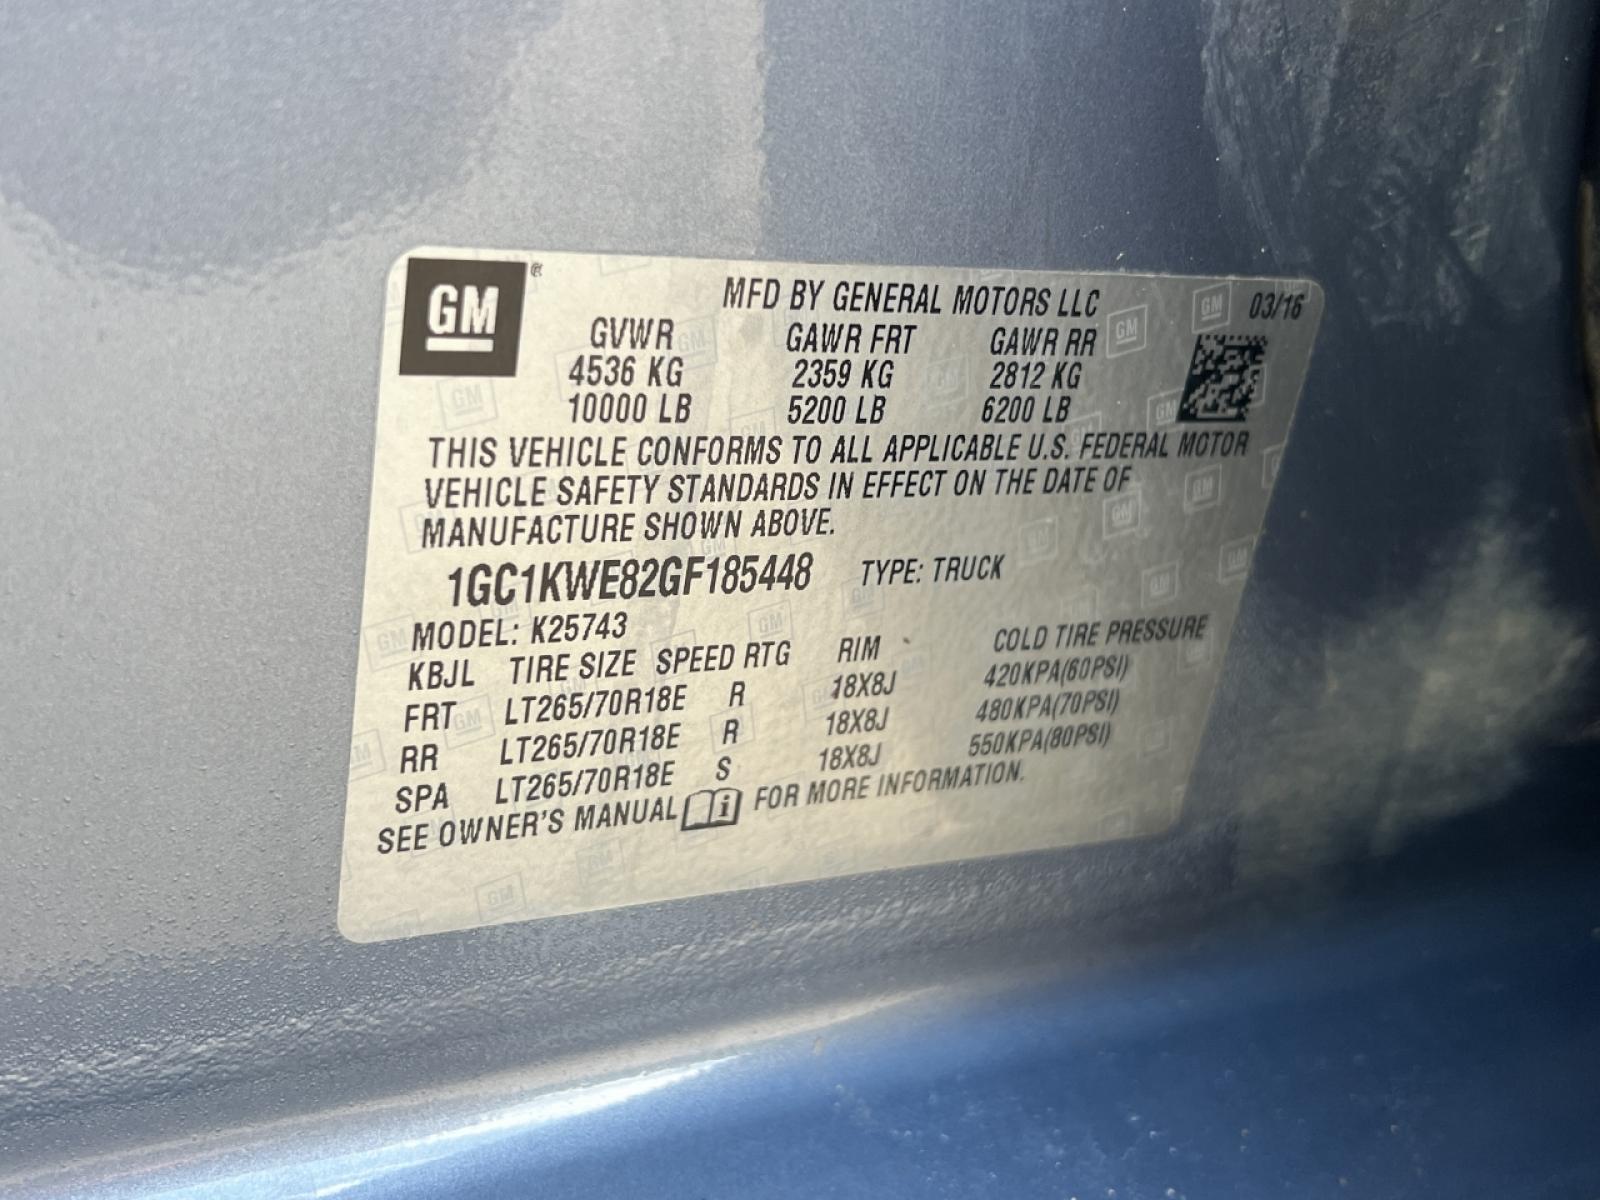 GM ®
MFD BY GENERAL MOTORS LLC 03/16
GVWR GAWR FRT GAWR RR
4536 KG 2359 KG 2812 KG
10000 LB 5200 LB 6200 LB
THIS VEHICLE CONFORMS TO ALL APPLICABLE U.S. FEDERAL MOTOR
VEHICLE SAFETY STANDARDS IN EFFECT ON THE DATE OF
MANUFACTURE SHOWN ABOVE.
1GC1KWE82GF185448 TYPE: TRUCK
MODEL: K25743
KBJL TIRE SIZE SPEED RTG RIM COLD TIRE PRESSURE
FRT LT265/70R18E R 18X8J 420KPA(60PSI)
RR LT265/70R18E R 18X8J 480KPA(70PSI)
SPA LT265/70R18E S 18X8J 550KPA(80PSI)
SEE OWNER'S MANUAL i FOR MORE INFORMATION.